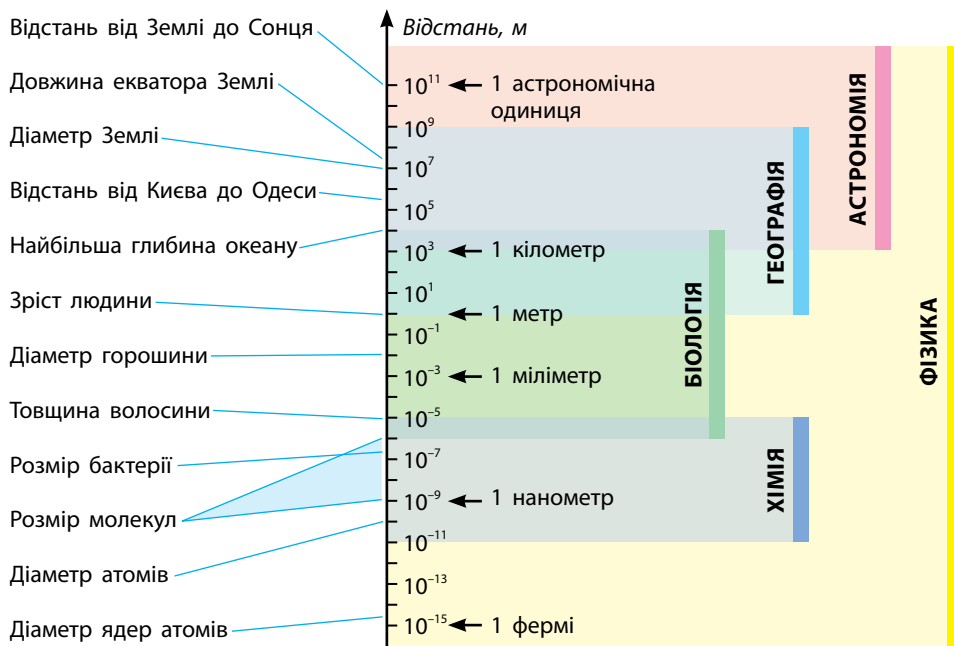 Відстань від Землі до Сонця
Довжина екватора Землі
Діаметр Землі
Відстань від Києва до Одеси
Найбільша глибина океану
Зріст людини
Діаметр горошини
Товщина волосини
Розмір бактерії
Розмір молекул
Діаметр атомів
Діаметр ядер атомів
Відстань, м
10¹¹
1 астрономічна
одиниця
10⁹
10⁷
10⁵
10³
1 кілометр
10¹
1 метр
10⁻¹
10⁻³
1 міліметр
10⁻⁵
10⁻⁷
10⁻⁹
1 нанометр
10⁻¹¹
10⁻¹³
10⁻¹⁵
1 фермі
БІОЛОГІЯ
ГЕОГРАФІЯ
ХІМІЯ
АСТРОНОМІЯ
ФІЗИКА